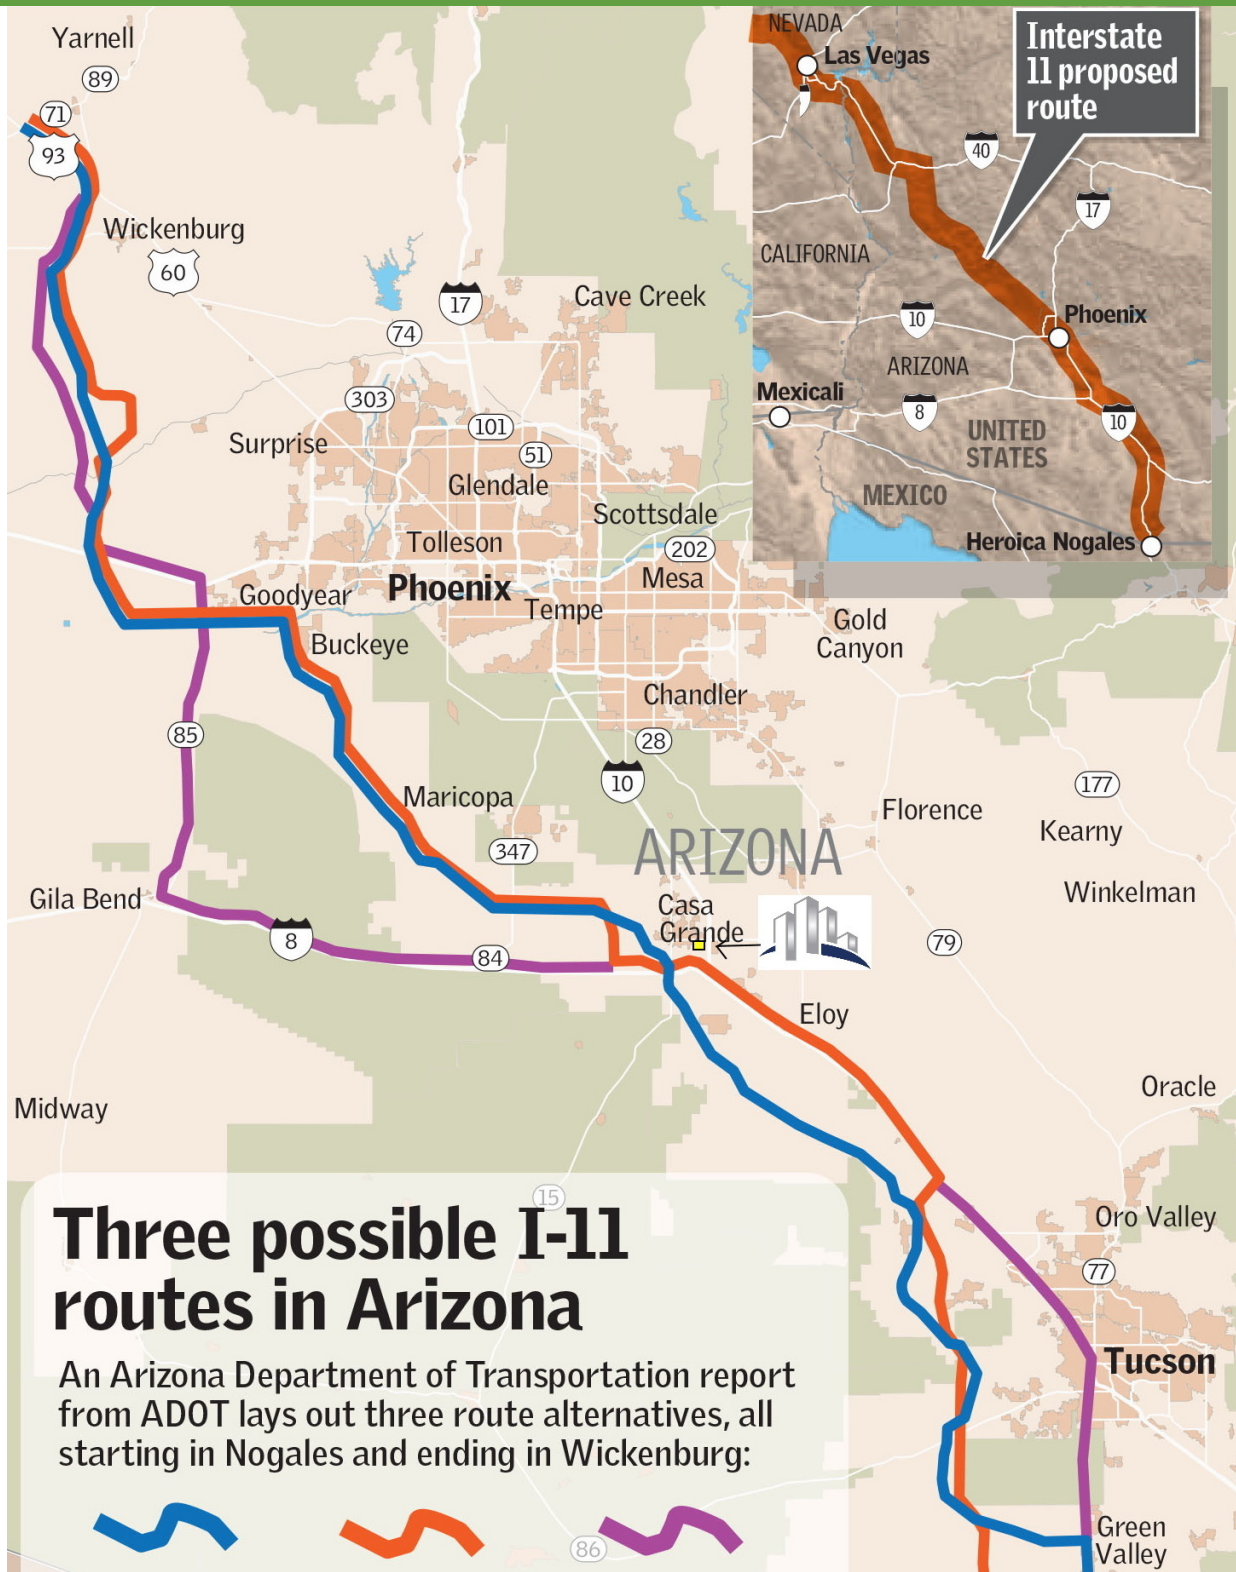 Yarnell
89
71
93
Wickenburg
60
17
Cave Creek
74
303
101
51
Surprise
Glendale
Scottsdale
Tolleson
202
Phoenix
Mesa
Goodyear
Tempe
Buckeye
Gold
Canyon
Chandler
85
28
10
Maricopa
177
Florence
347
ARIZONA
Kearny
Gila Bend
Winkelman
Casa
Grande
8
84
79
Eloy
Midway
Oracle
15
Oro Valley
77
Tucson
Green
Valley
86
NEVADA
Las Vegas
Interstate
11 proposed
route
40
17
CALIFORNIA
10
Phoenix
ARIZONA
Mexicali
8
10
UNITED
STATES
MEXICO
Heroica Nogales
Three possible I-11
routes in Arizona
An Arizona Department of Transportation report
from ADOT lays out three route alternatives, all
starting in Nogales and ending in Wickenburg: